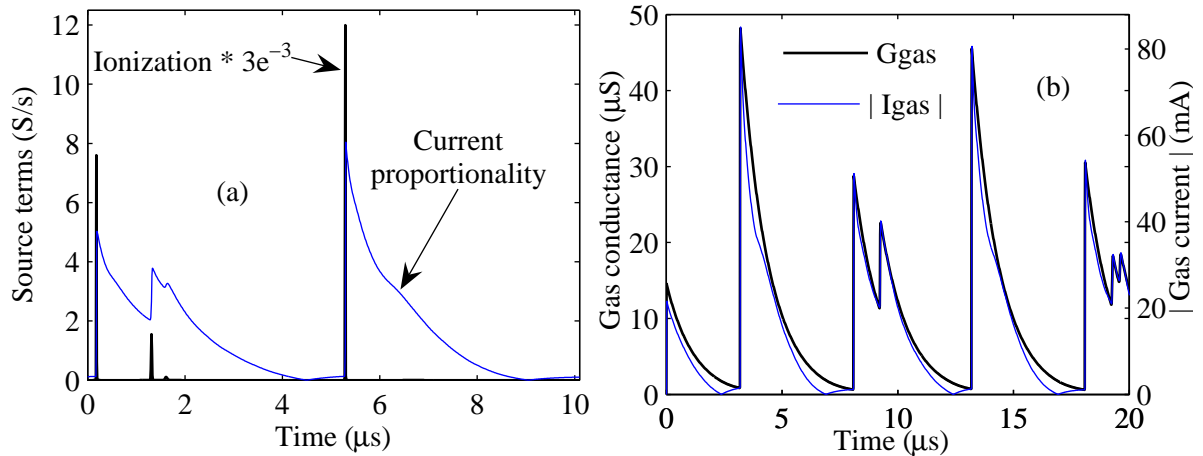 12
10
8
6
4
2
0
Source terms (S/s)
Ionization * 3e⁻³
(a)
Current
proportionality
0 2 4 6 8 10
Time (μs)
50
40
30
20
10
0
Gas conductance (μS)
Ggas
| Igas |
(b)
80
60
40
20
0
| Gas current | (mA)
0 5 10 15 20
Time (μs)